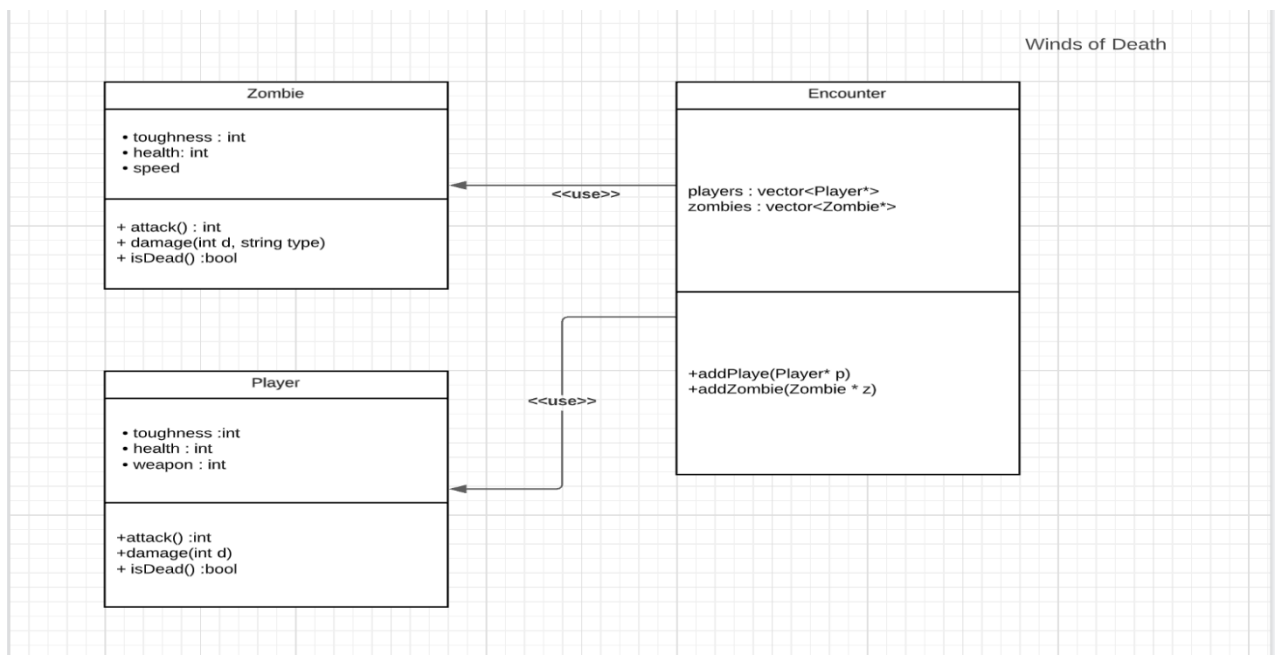 Winds of Death
Zombie
• toughness : int
• health: int
• speed
+ attack() : int
+ damage(int d, string type)
+ isDead() :bool
<<use>>
Encounter
players : vector<Player*>
zombies : vector<Zombie*>
+addPlaye(Player* p)
+addZombie(Zombie * z)
<<use>>
Player
• toughness :int
• health : int
• weapon : int
+attack() :int
+damage(int d)
+ isDead() :bool